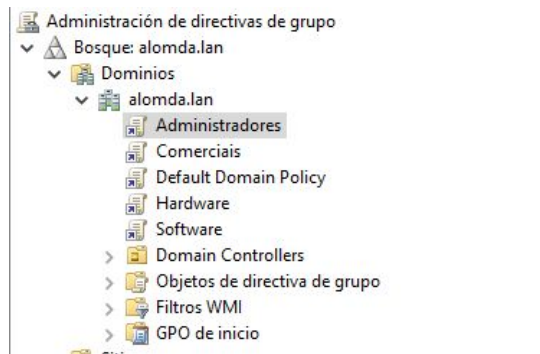 Administración de directivas de grupo
Bosque: alomda.lan
Dominios
alomda.lan
Administradores
Comerciais
Default Domain Policy
Hardware
Software
Domain Controllers
Objetos de directiva de grupo
Filtros WMI
GPO de inicio